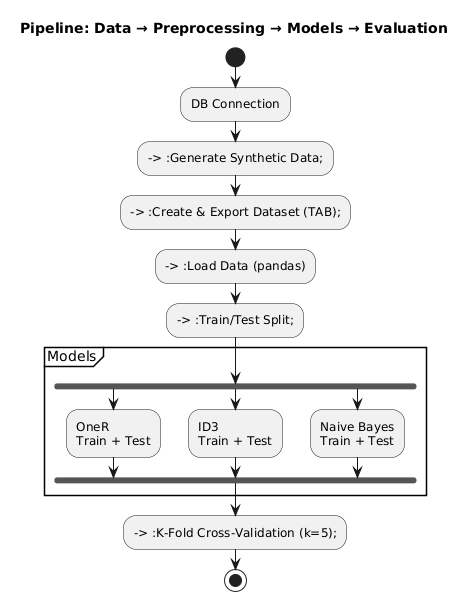 Pipeline: Data → Preprocessing → Models → Evaluation
DB Connection
-> :Generate Synthetic Data;
-> :Create & Export Dataset (TAB);
-> :Load Data (pandas)
-> :Train/Test Split;
Models
OneR
Train + Test
ID3
Train + Test
Naive Bayes
Train + Test
-> :K-Fold Cross-Validation (k=5);